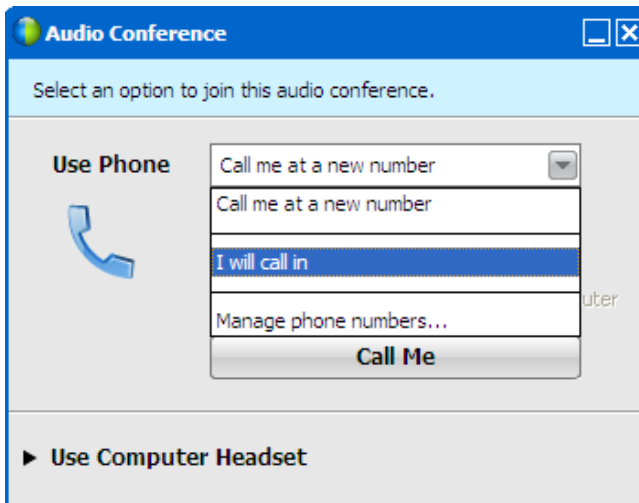 Audio Conference
Select an option to join this audio conference.
Use Phone
Call me at a new number
Call me at a new number
I will call in
Manage phone numbers...
Call Me
Use Computer Headset